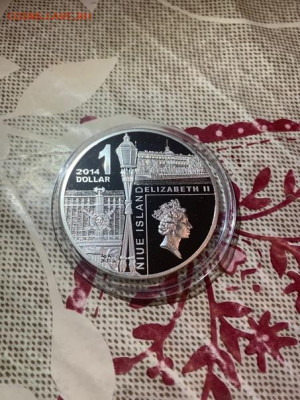 1
2014
DOLLAR
NIUE ISLAND
ELIZABETH II